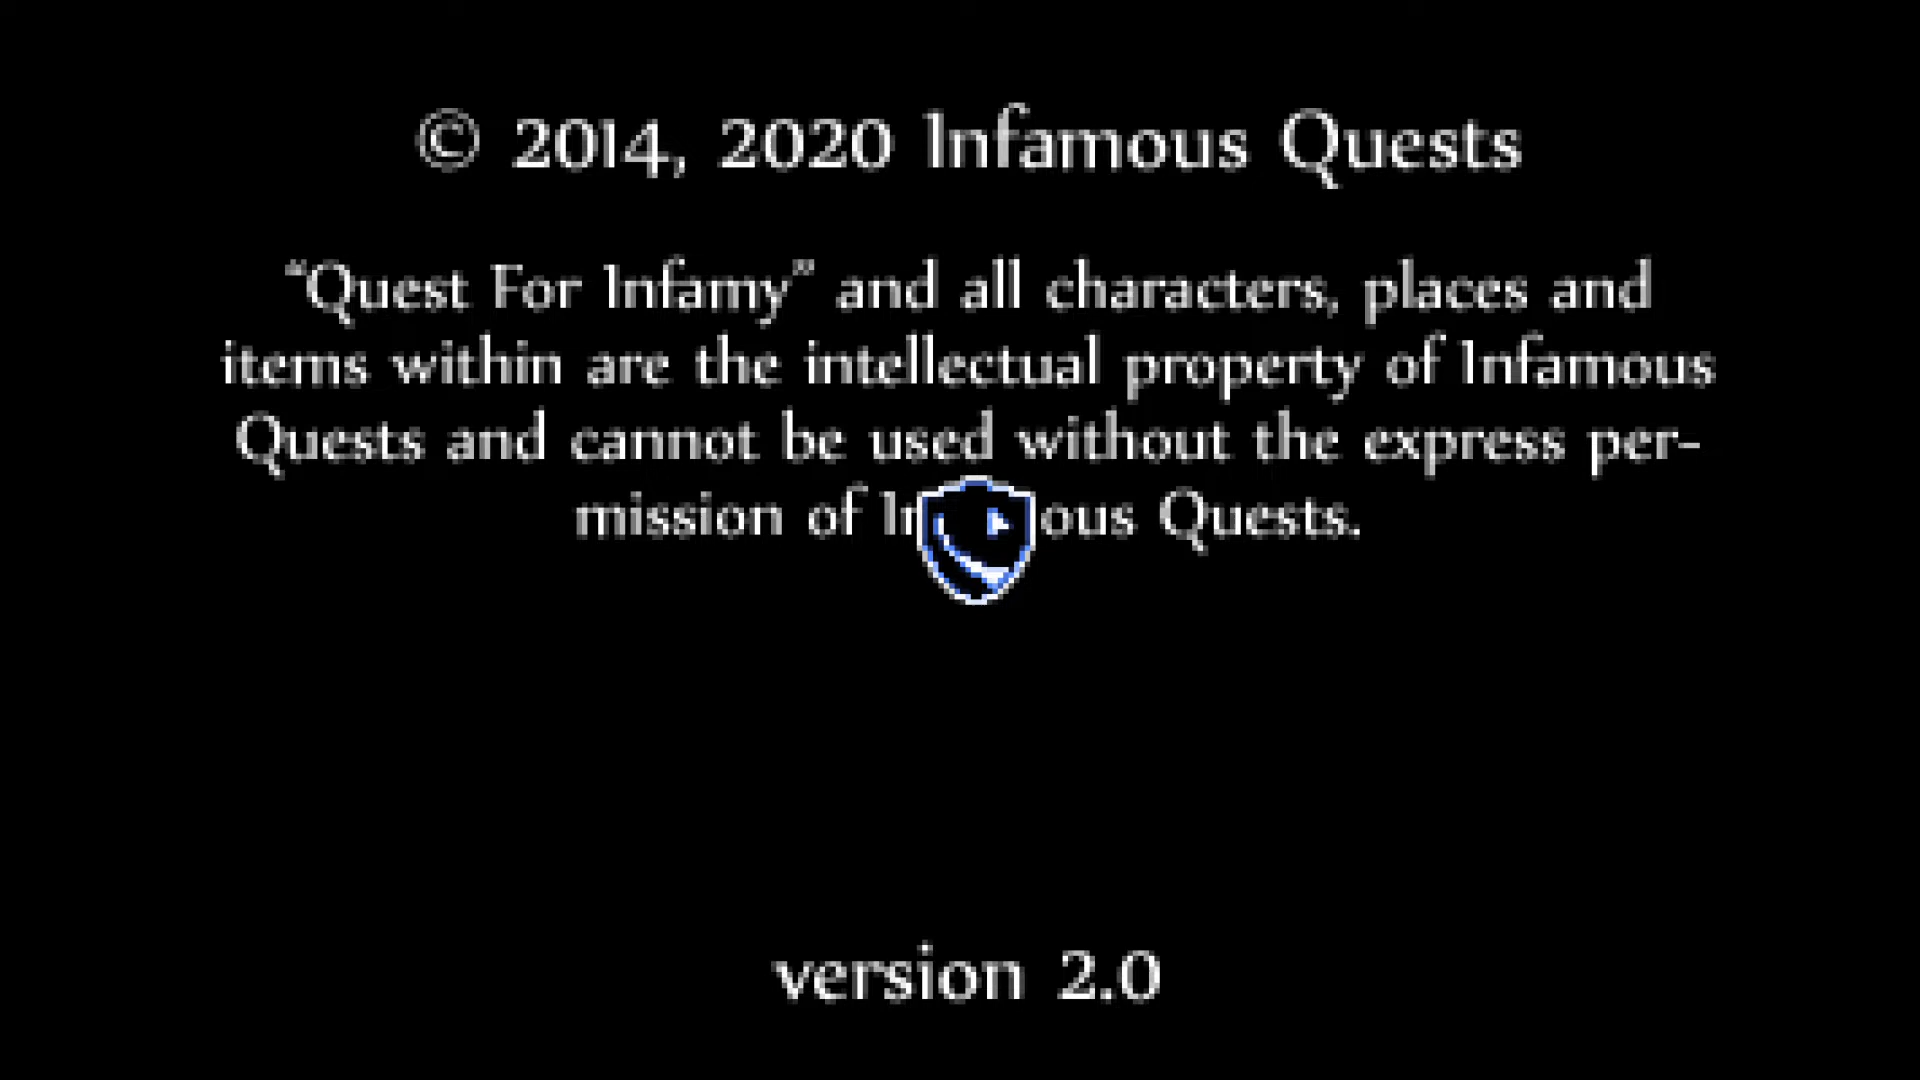 © 2014, 2020 Infamous Quests
“Quest For Infamy” and all characters, places and
items within are the intellectual property of Infamous
Quests and cannot be used without the express per-
mission of Quests.
version 2.0